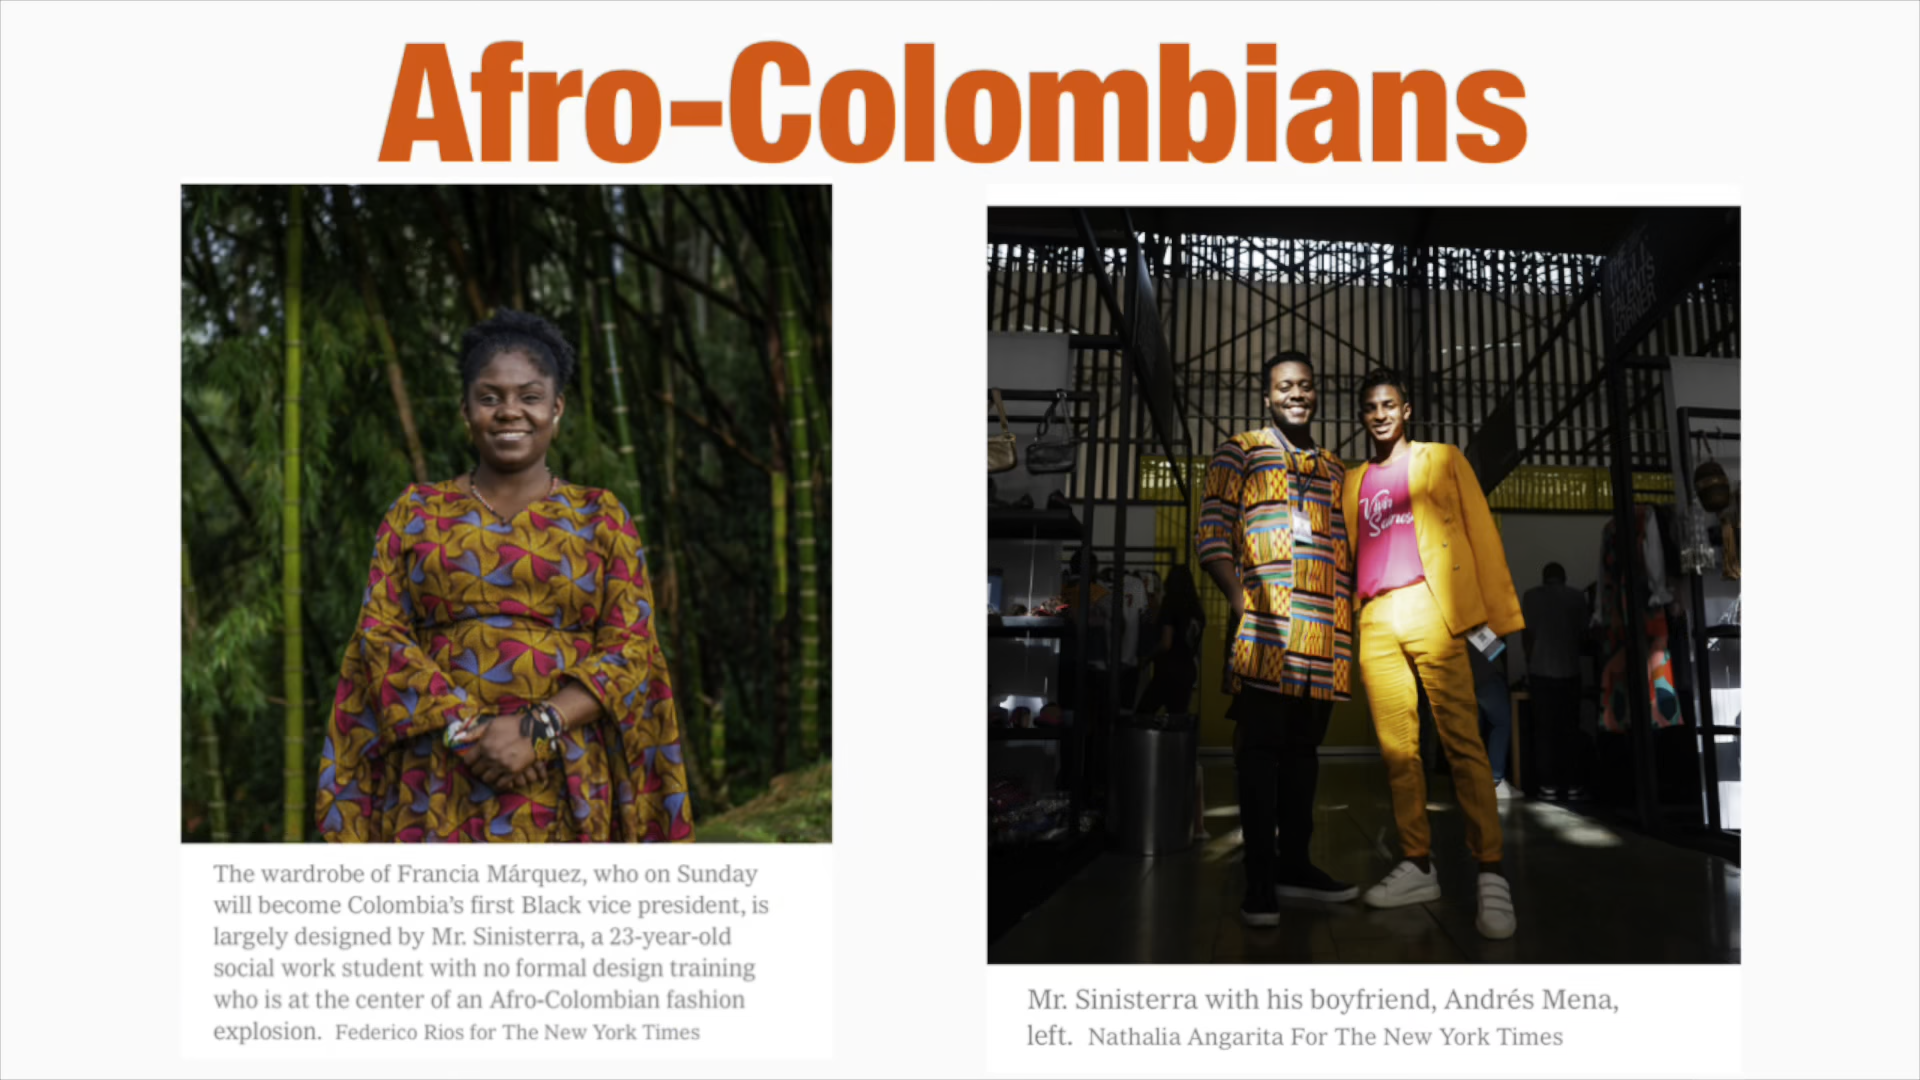 Afro-Colombians
The wardrobe of Francia Márquez, who on Sunday
will become Colombia's first Black vice president, is
largely designed by Mr. Sinisterra, a 23-year-old
social work student with no formal design training
who is at the center of an Afro-Colombian fashion
explosion. Federico Rios for The New York Times
Mr. Sinisterra with his boyfriend, Andrés Mena,
left. Nathalia Angarita For The New York Times